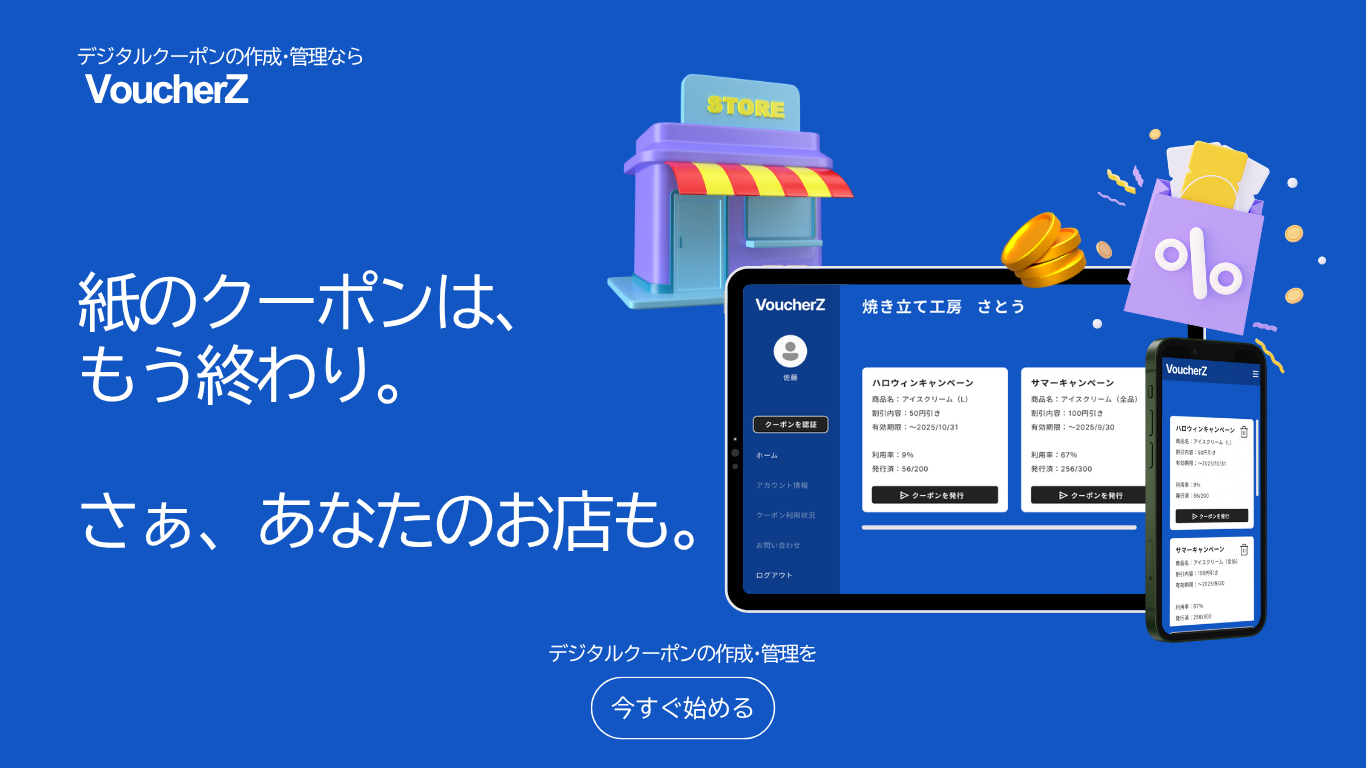 デジタルクーポンの作成・管理なら
VoucherZ
紙のクーポンは、
もう終わり。
さぁ、あなたのお店も。
STORE
%
VoucherZ
佐藤
クーポンを認証
ホーム
アカウント情報
クーポン利用状況
お問い合わせ
ログアウト
焼き立て工房 さとう
ハロウィンキャンペーン
商品名：アイスクリーム（L）
割引内容：50円引き
有効期限：～2025/10/31
利用率：9%
発行済：56/200
クーポンを発行
サマーキャンペーン
商品名：アイスクリーム（全品）
割引内容：100円引き
有効期限：～2025/9/30
利用率：67%
発行済：256/300
クーポンを発行
VoucherZ
ハロウィンキャンペーン
商品名：アイスクリーム（L）
割引内容：50円引き
有効期限：～2025/10/31
利用率：9%
発行済：56/200
クーポンを発行
サマーキャンペーン
商品名：アイスクリーム（全品）
割引内容：100円引き
有効期限：～2025/9/30
利用率：67%
発行済：256/300
デジタルクーポンの作成・管理を
今すぐ始める